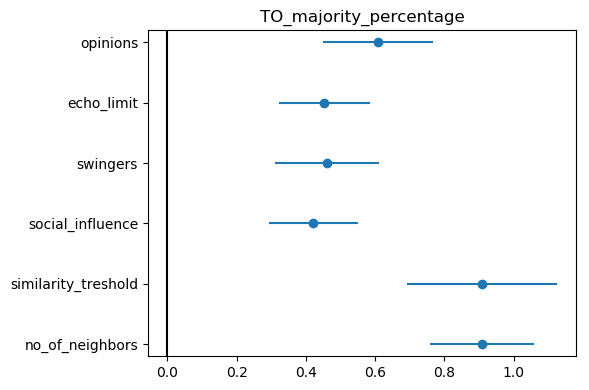 TO_majority_percentage
opinions
echo_limit
swingers
social_influence
similarity_treshold
no_of_neighbors
0.0 0.2 0.4 0.6 0.8 1.0